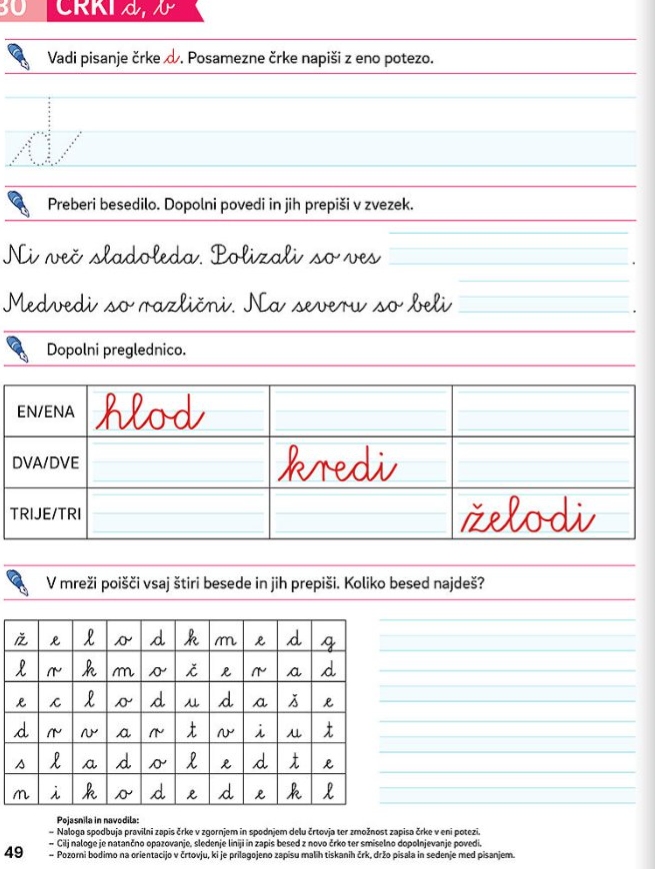 30 ČRKI d, b
Vadi pisanje črke d. Posamezne črke napiši z eno potezo.
d
Preberi besedilo. Dopolni povedi in jih prepiši v zvezek.
Ni več sladoleda. Polizali so ves .
Medvedi so različni. Na severu so beli .
Dopolni preglednico.
EN/ENA hlod
DVA/DVE kredi
TRIJE/TRI želodi
V mreži poišči vsaj štiri besede in jih prepiši. Koliko besed najdeš?
ž e l o d k m e d g
l r k m o č e r a d
e c l o d u d a š e
d r v a r t v i u t
s l a d o l e d t e
n i k o d e d e k l
Pojasnila in navodila:
– Naloga spodbuja pravilni zapis črke v zgornjem in spodnjem delu črtovja ter zmožnost zapisa črke v eni potezi.
– Cilj naloge je natančno opazovanje, sledenje liniji in zapis besed z novo črko ter smiselno dopolnjevanje povedi.
49 – Pozorni bodimo na orientacijo v črtovju, ki je prilagojeno zapisu malih tiskanih črk, držo pisala in sedenje med pisanjem.